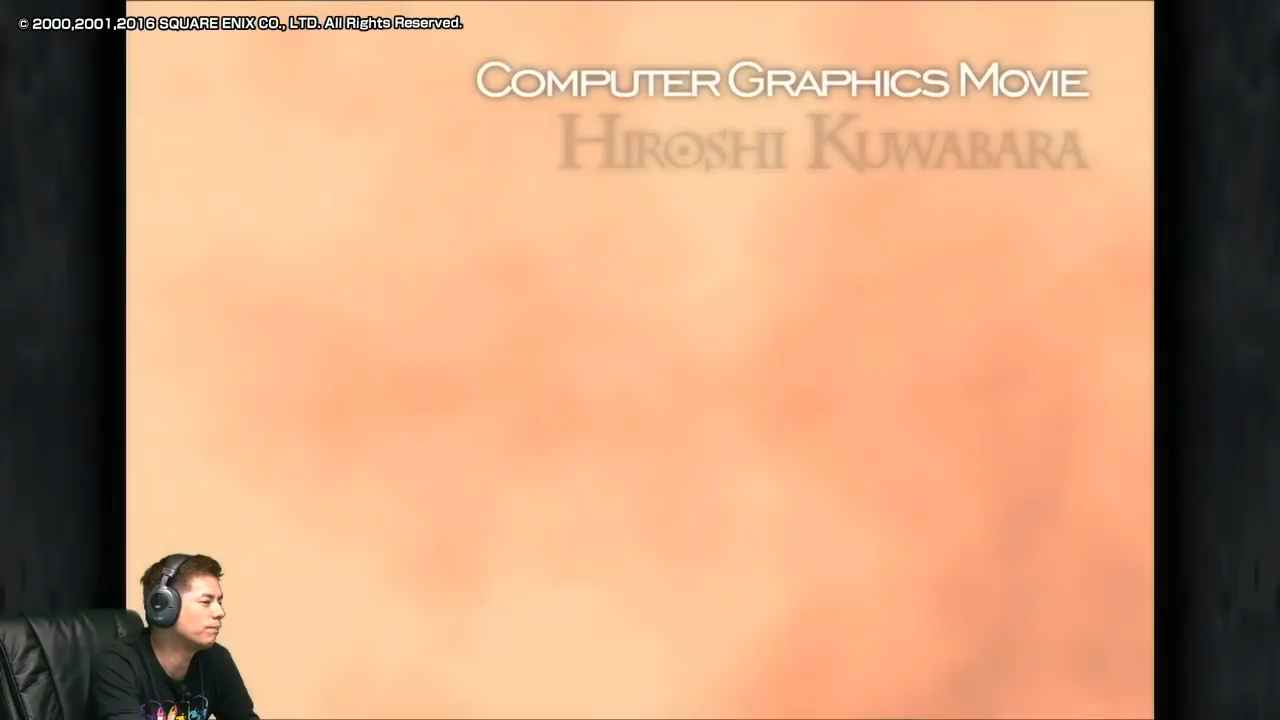 © 2000,2001,2016 SQUARE ENIX CO., LTD. All Rights Reserved.
COMPUTER GRAPHICS MOVIE
HIROSHI KUWABARA